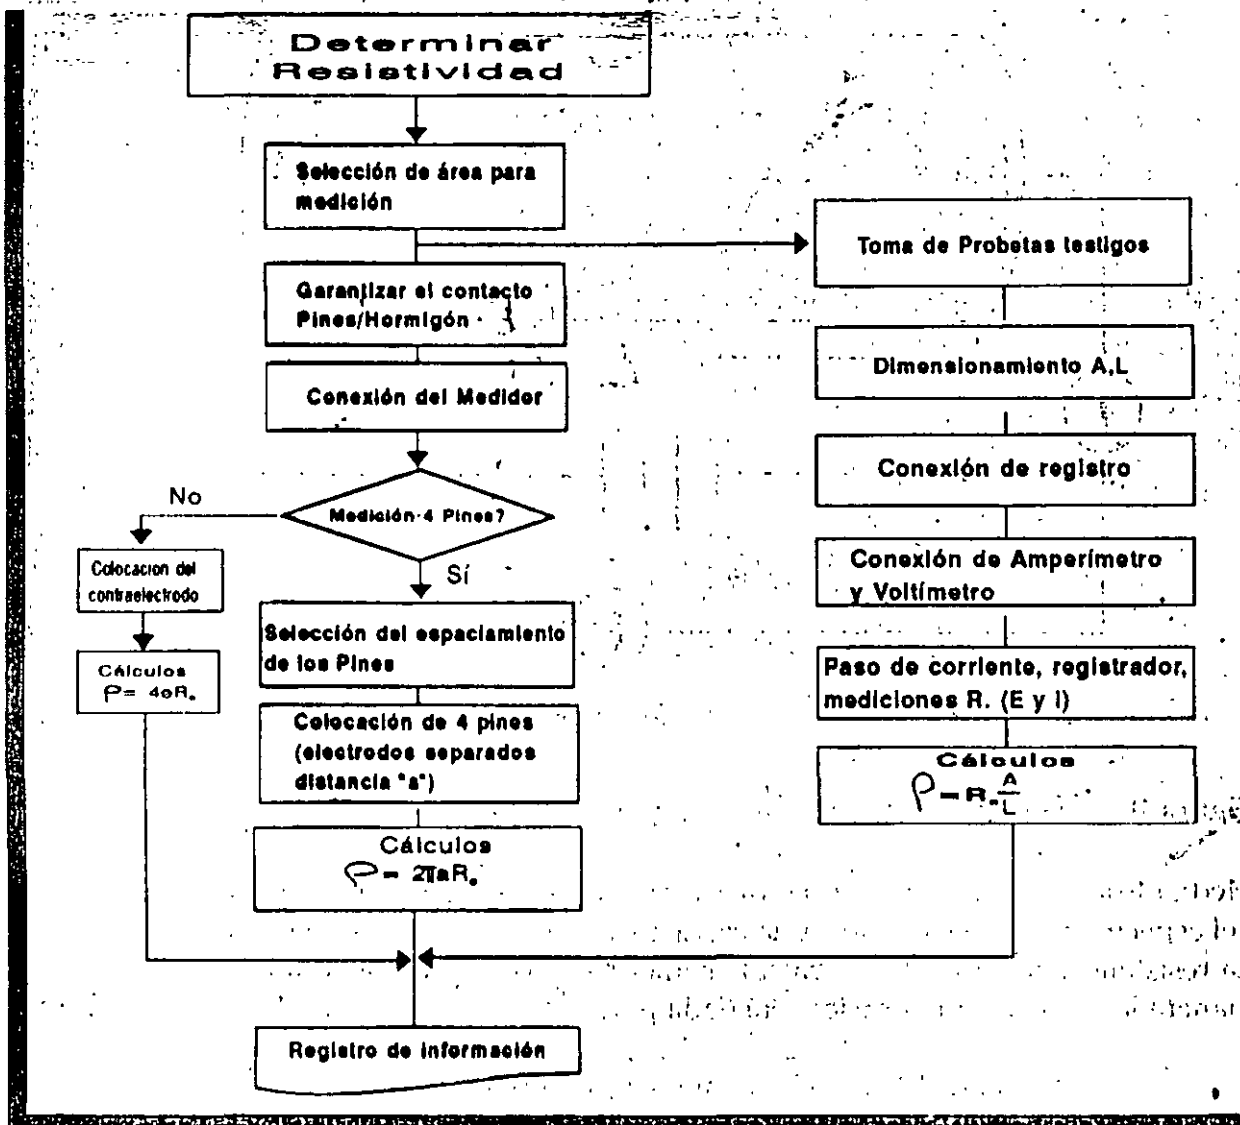 Determinar
Resistividad
Selección de área para
medición
Garantizar el contacto
Pines/Hormigón
Conexión del Medidor
Medición 4 Pines?
No
Sí
Colocacion del
contraelectrodo
Cálculos
ρ= 4øR.
Selección del espaciamiento
de los Pines
Colocación de 4 pines
(electrodos separados
distancia "a")
Cálculos
ρ= 2πaR.
Toma de Probetas testigos
Dimensionamiento A,L
Conexión de registro
Conexión de Amperímetro
y Voltímetro
Paso de corriente, registrador,
mediciones R. (E y I)
Cálculos
ρ=R.A/L
Registro de información